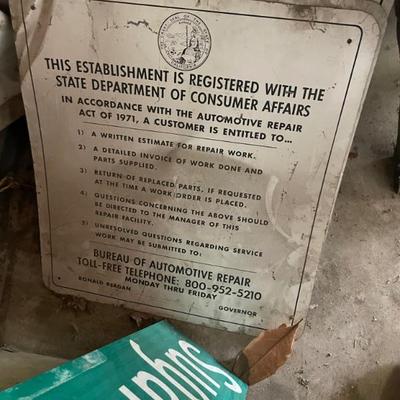 THIS ESTABLISHMENT IS REGISTERED WITH THE
STATE DEPARTMENT OF CONSUMER AFFAIRS
IN ACCORDANCE WITH THE AUTOMOTIVE REPAIR
ACT OF 1971, A CUSTOMER IS ENTITLED TO...
1) A WRITTEN ESTIMATE FOR REPAIR WORK.
2) A DETAILED INVOICE OF WORK DONE AND
PARTS SUPPLIED.
3) RETURN OF REPLACED PARTS, IF REQUESTED
AT THE TIME A WORK ORDER IS PLACED.
4) QUESTIONS CONCERNING THE ABOVE SHOULD
BE DIRECTED TO THE MANAGER OF THIS
REPAIR FACILITY.
5) UNRESOLVED QUESTIONS REGARDING SERVICE
WORK MAY BE SUBMITTED TO:
BUREAU OF AUTOMOTIVE REPAIR
TOLL-FREE TELEPHONE: 800-952-5210
MONDAY THRU FRIDAY
RONALD REAGAN GOVERNOR